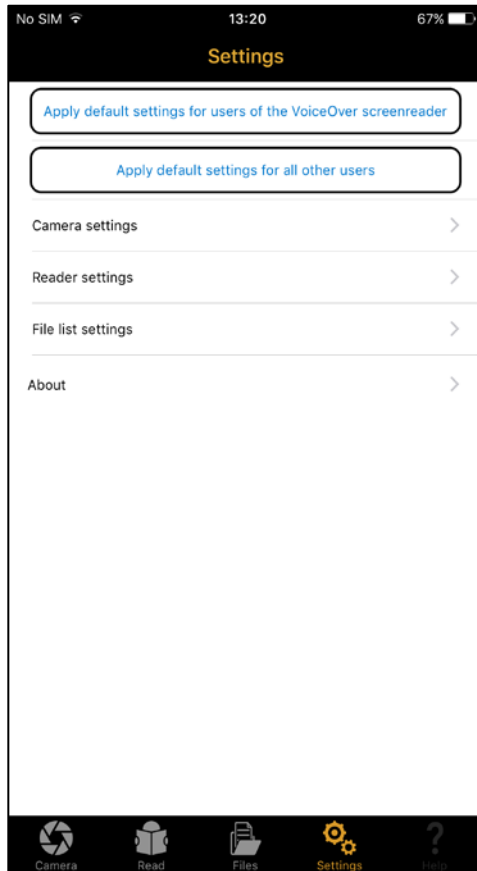 No SIM 13:20 67%
Settings
Apply default settings for users of the VoiceOver screenreader
Apply default settings for all other users
Camera settings
Reader settings
File list settings
About
Camera Read Files Settings Help